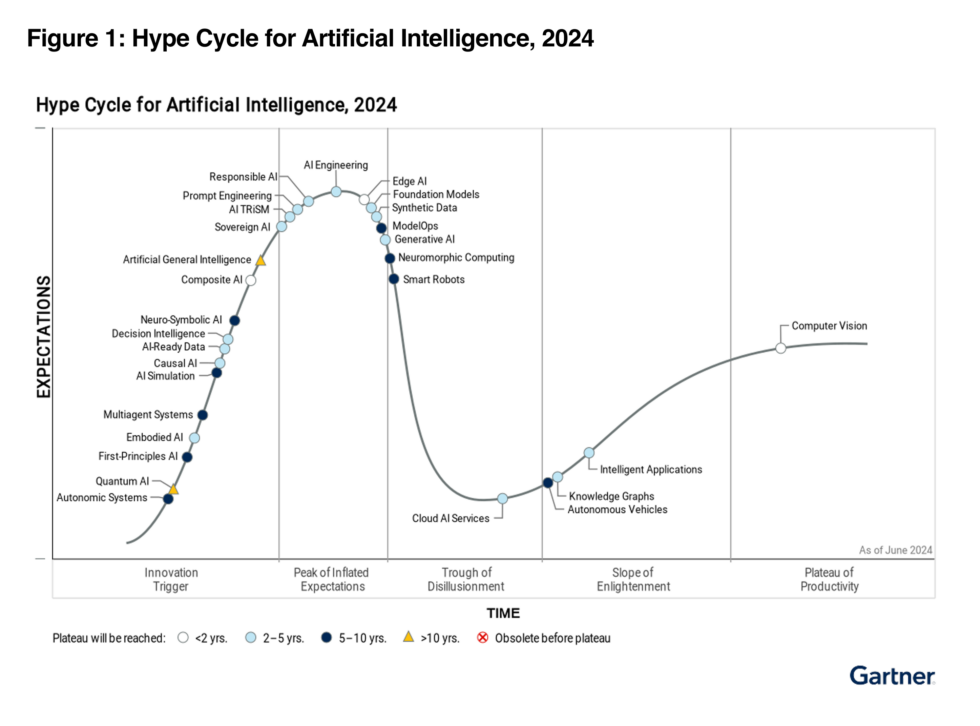 Figure 1: Hype Cycle for Artificial Intelligence, 2024
Hype Cycle for Artificial Intelligence, 2024
EXPECTATIONS
AI Engineering
Responsible AI
Prompt Engineering
AI TRiSM
Sovereign AI
Artificial General Intelligence
Composite AI
Neuro-Symbolic AI
Decision Intelligence
AI-Ready Data
Causal AI
AI Simulation
Multiagent Systems
Embodied AI
First-Principles AI
Quantum AI
Autonomic Systems
Edge AI
Foundation Models
Synthetic Data
ModelOps
Generative AI
Neuromorphic Computing
Smart Robots
Cloud AI Services
Computer Vision
Intelligent Applications
Knowledge Graphs
Autonomous Vehicles
As of June 2024
Innovation
Trigger
Peak of Inflated
Expectations
Trough of
Disillusionment
Slope of
Enlightenment
Plateau of
Productivity
TIME
Plateau will be reached: <2 yrs. 2–5 yrs. 5–10 yrs. >10 yrs. Obsolete before plateau
Gartner